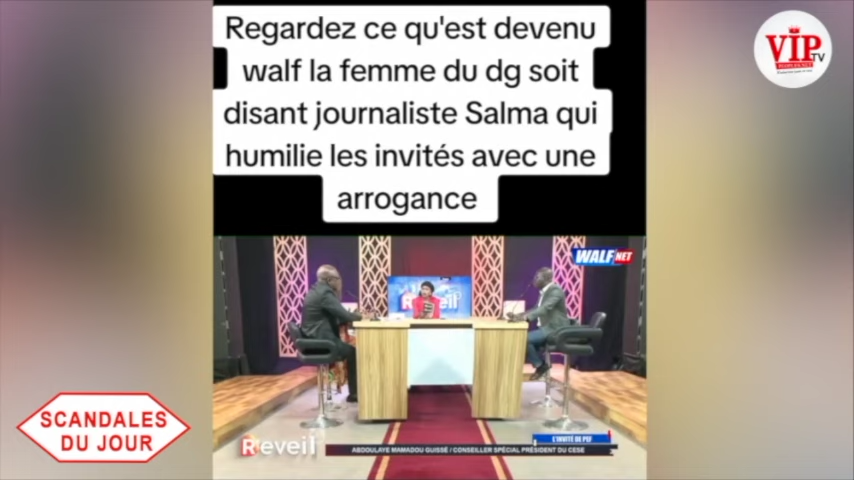 Regardez ce qu'est devenu
walf la femme du dg soit
disant journaliste Salma qui
humilie les invités avec une
arrogance
VIP
TV
WALF NET
Réveil
SCANDALES
DU JOUR
R'eveil
L'INVITÉ DE PEF
ABDOULAYE MAMADOU GUISSÉ / CONSEILLER SPÉCIAL PRÉSIDENT DU CESE